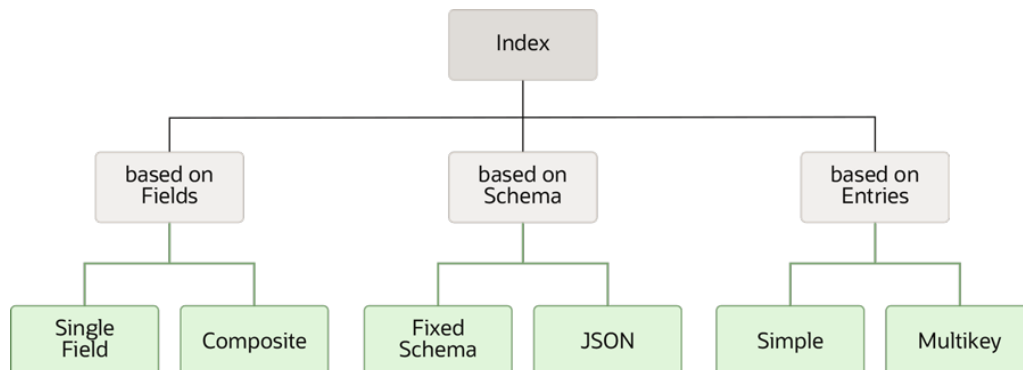 Index
based on
Fields
based on
Schema
based on
Entries
Single
Field
Composite
Fixed
Schema
JSON
Simple
Multikey